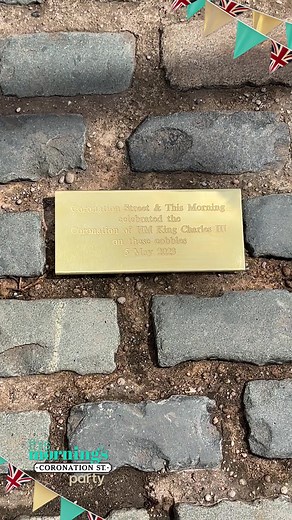 Coronation Street & This Morning
celebrated the
Coronation of HM King Charles III
on these cobbles
5 May 2023
this
morning's
CORONATION ST.
party